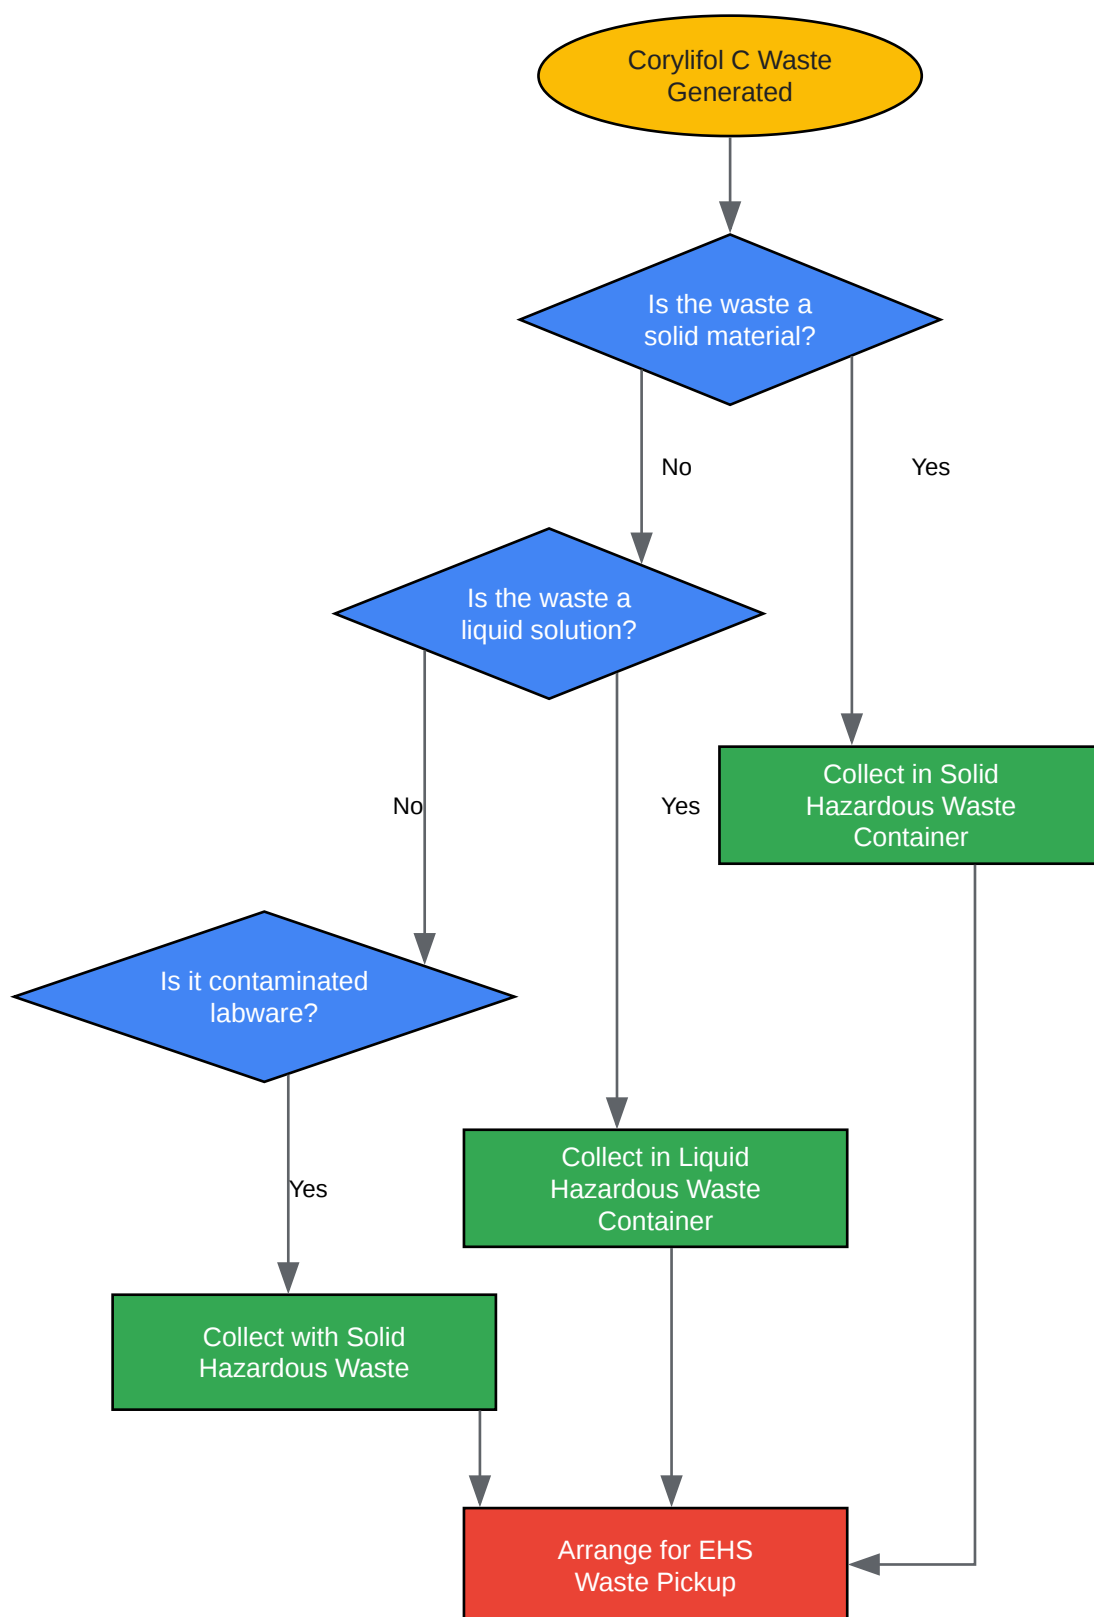 Corylifol C Waste
Generated
Is the waste a
solid material?
No
Yes
Is the waste a
liquid solution?
No
Yes
Collect in Solid
Hazardous Waste
Container
Is it contaminated
labware?
Yes
Collect in Liquid
Hazardous Waste
Container
Collect with Solid
Hazardous Waste
Arrange for EHS
Waste Pickup